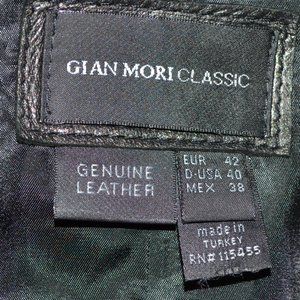 GIAN MORI CLASSIC
GENUINE
LEATHER
EUR 42
D-USA 40
MEX 38
made in
TURKEY
RN# 115455